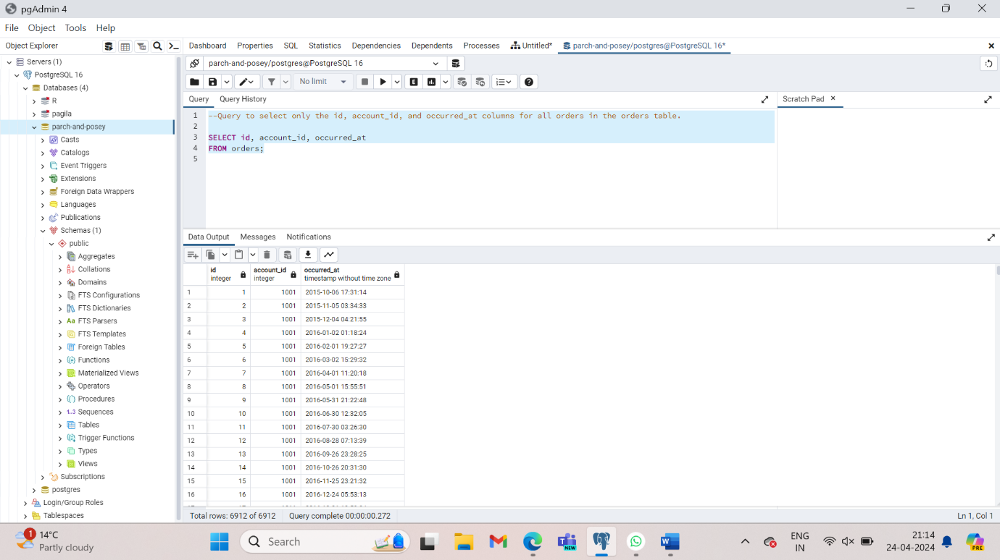 pgAdmin 4
File Object Tools Help
Object Explorer
Dashboard Properties SQL Statistics Dependencies Dependents Processes Untitled* parch-and-posey/postgres@PostgreSQL 16*
Servers (1)
PostgreSQL 16
Databases (4)
R
pagila
parch-and-posey
Casts
Catalogs
Event Triggers
Extensions
Foreign Data Wrappers
Languages
Publications
Schemas (1)
public
Aggregates
Collations
Domains
FTS Configurations
FTS Dictionaries
Aa FTS Parsers
FTS Templates
Foreign Tables
Functions
Materialized Views
Operators
Procedures
1..3 Sequences
Tables
Trigger Functions
Types
Views
Subscriptions
postgres
Login/Group Roles
Tablespaces
parch-and-posey/postgres@PostgreSQL 16
No limit
E
Query Query History
Scratch Pad
1 --Query to select only the id, account_id, and occurred_at columns for all orders in the orders table.
2
3 SELECT id, account_id, occurred_at
4 FROM orders;
5
Data Output Messages Notifications
id account_id occurred_at
integer integer timestamp without time zone
1 1 1001 2015-10-06 17:31:14
2 2 1001 2015-11-05 03:34:33
3 3 1001 2015-12-04 04:21:55
4 4 1001 2016-01-02 01:18:24
5 5 1001 2016-02-01 19:27:27
6 6 1001 2016-03-02 15:29:32
7 7 1001 2016-04-01 11:20:18
8 8 1001 2016-05-01 15:55:51
9 9 1001 2016-05-31 21:22:48
10 10 1001 2016-06-30 12:32:05
11 11 1001 2016-07-30 03:26:30
12 12 1001 2016-08-28 07:13:39
13 13 1001 2016-09-26 23:28:25
14 14 1001 2016-10-26 20:31:30
15 15 1001 2016-11-25 23:21:32
16 16 1001 2016-12-24 05:53:13
Total rows: 6912 of 6912 Query complete 00:00:00.272 Ln 1, Col 1
1
14°C
Partly cloudy
Search
NEW
ENG
IN
21:14
24-04-2024
PRE